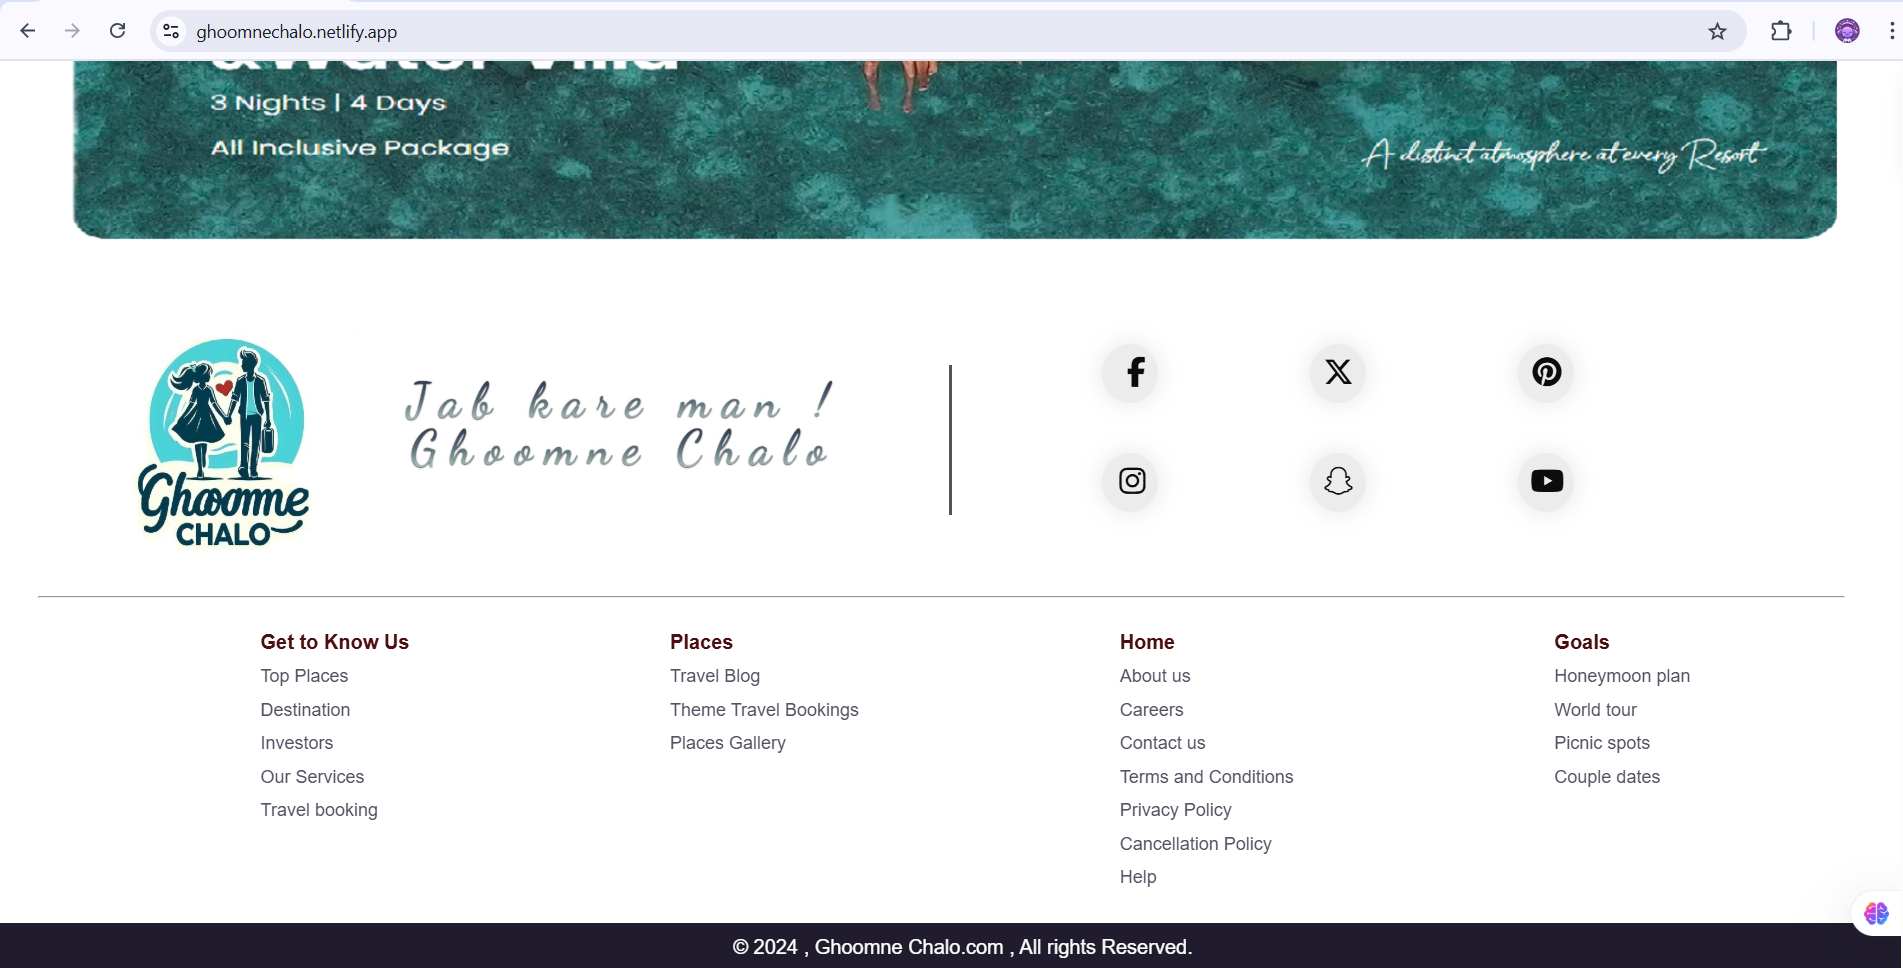 ghoomnechalo.netlify.app
&Water Villa
3 Nights | 4 Days
All Inclusive Package
A distinct atmosphere at every Resort
Ghoomne
CHALO
Jab kare man !
Ghoomne Chalo
Get to Know Us
Top Places
Destination
Investors
Our Services
Travel booking
Places
Travel Blog
Theme Travel Bookings
Places Gallery
Home
About us
Careers
Contact us
Terms and Conditions
Privacy Policy
Cancellation Policy
Help
Goals
Honeymoon plan
World tour
Picnic spots
Couple dates
© 2024 , Ghoomne Chalo.com , All rights Reserved.